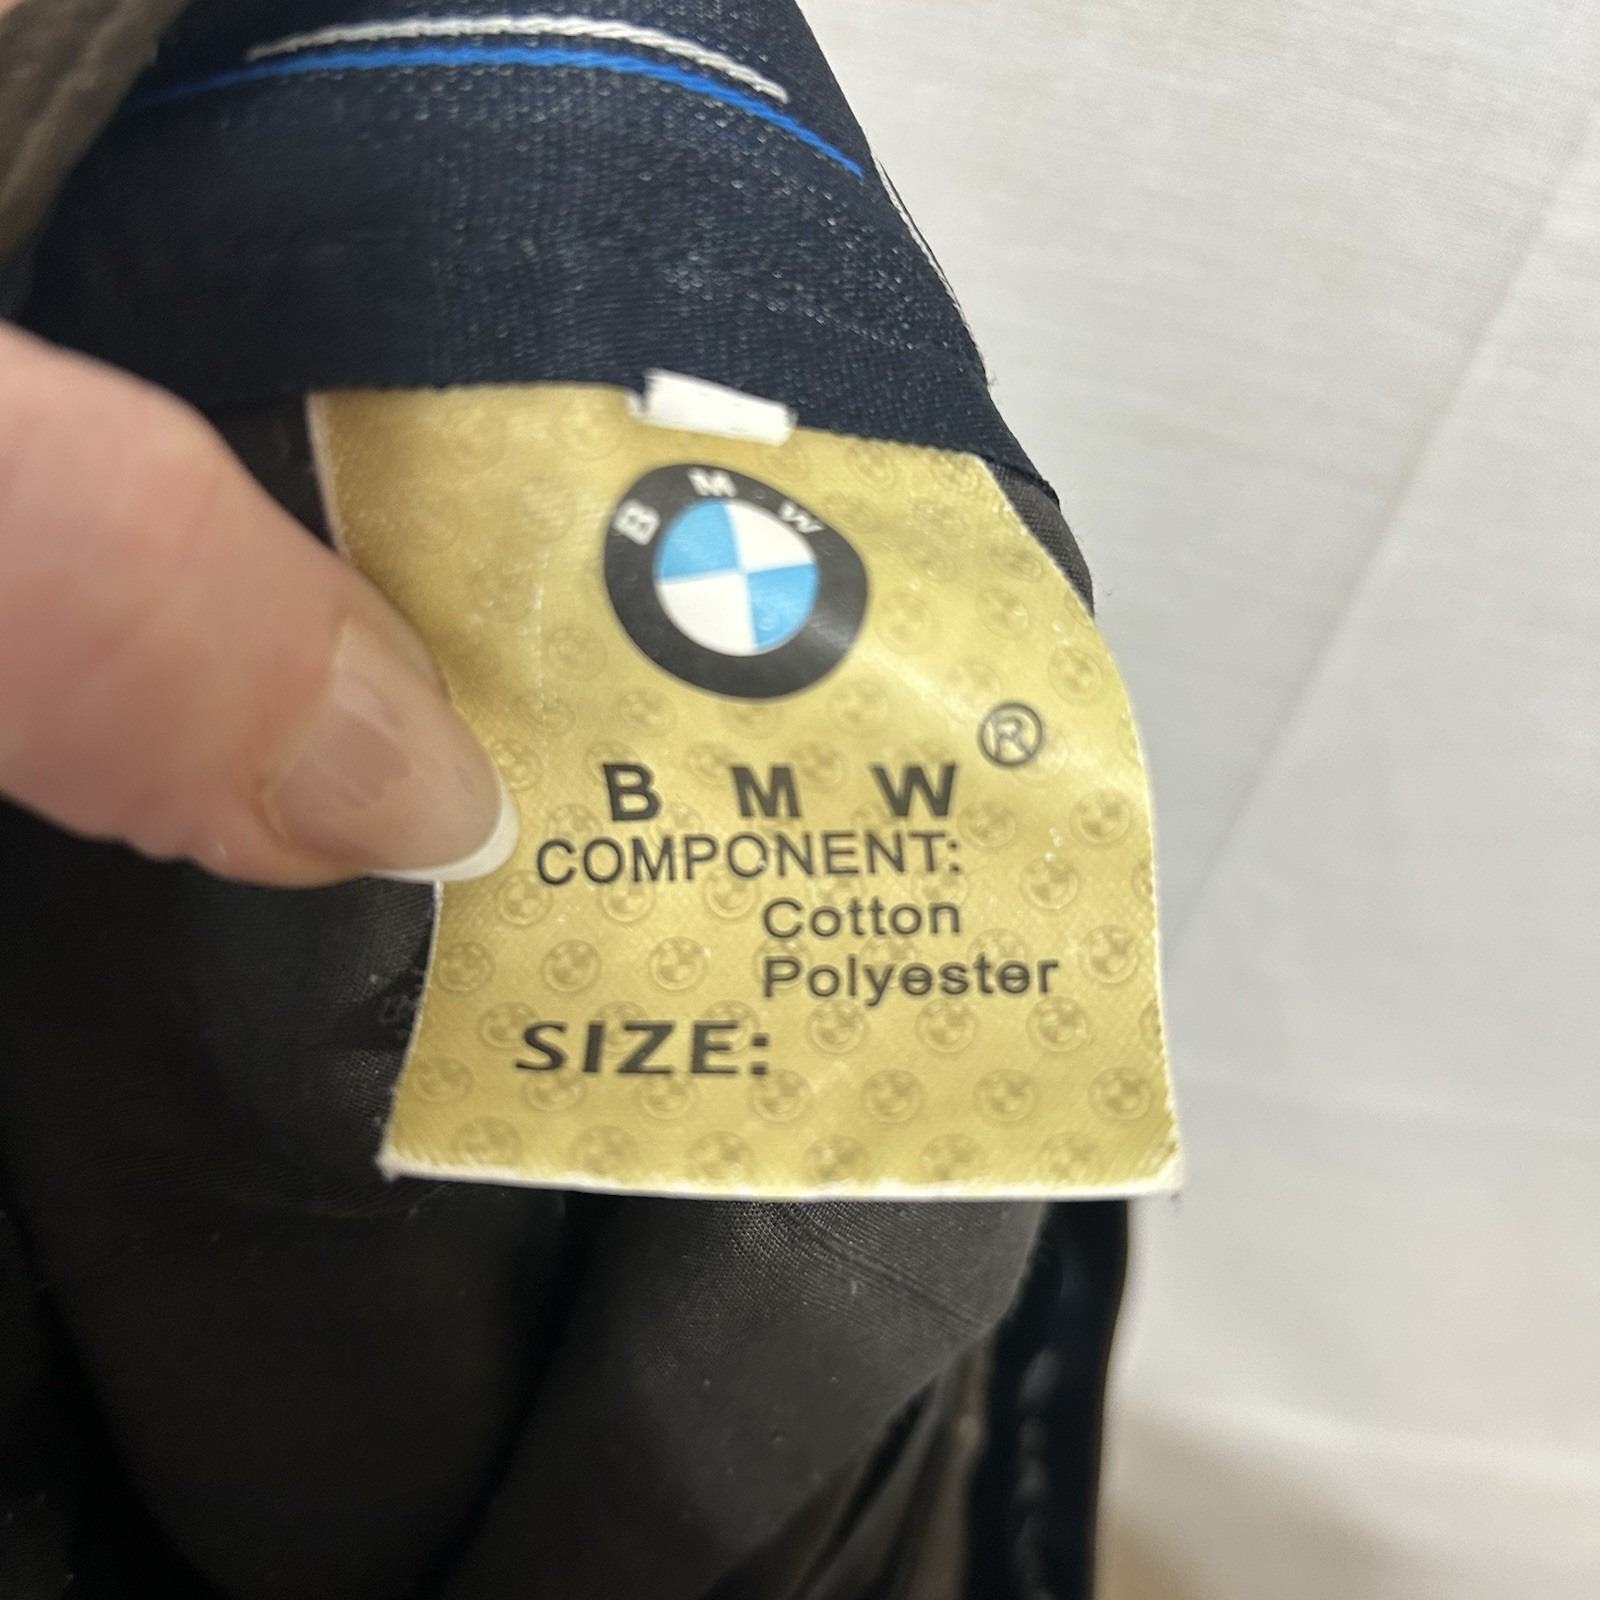 B M W
®
B M W
COMPONENT:
Cotton
Polyester
SIZE: